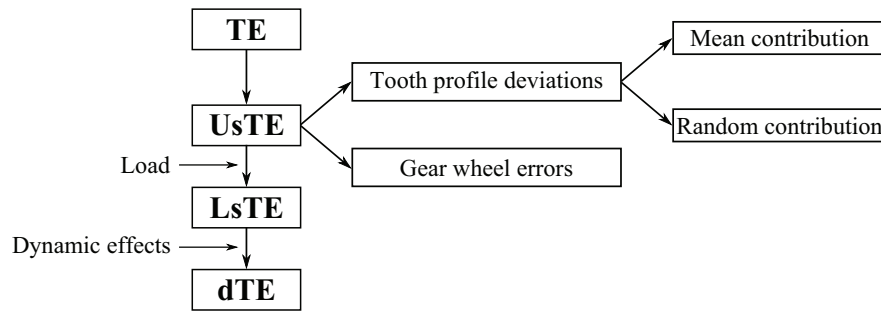 TE
Mean contribution
Tooth profile deviations
UsTE
Random contribution
Load
Gear wheel errors
LsTE
Dynamic effects
dTE